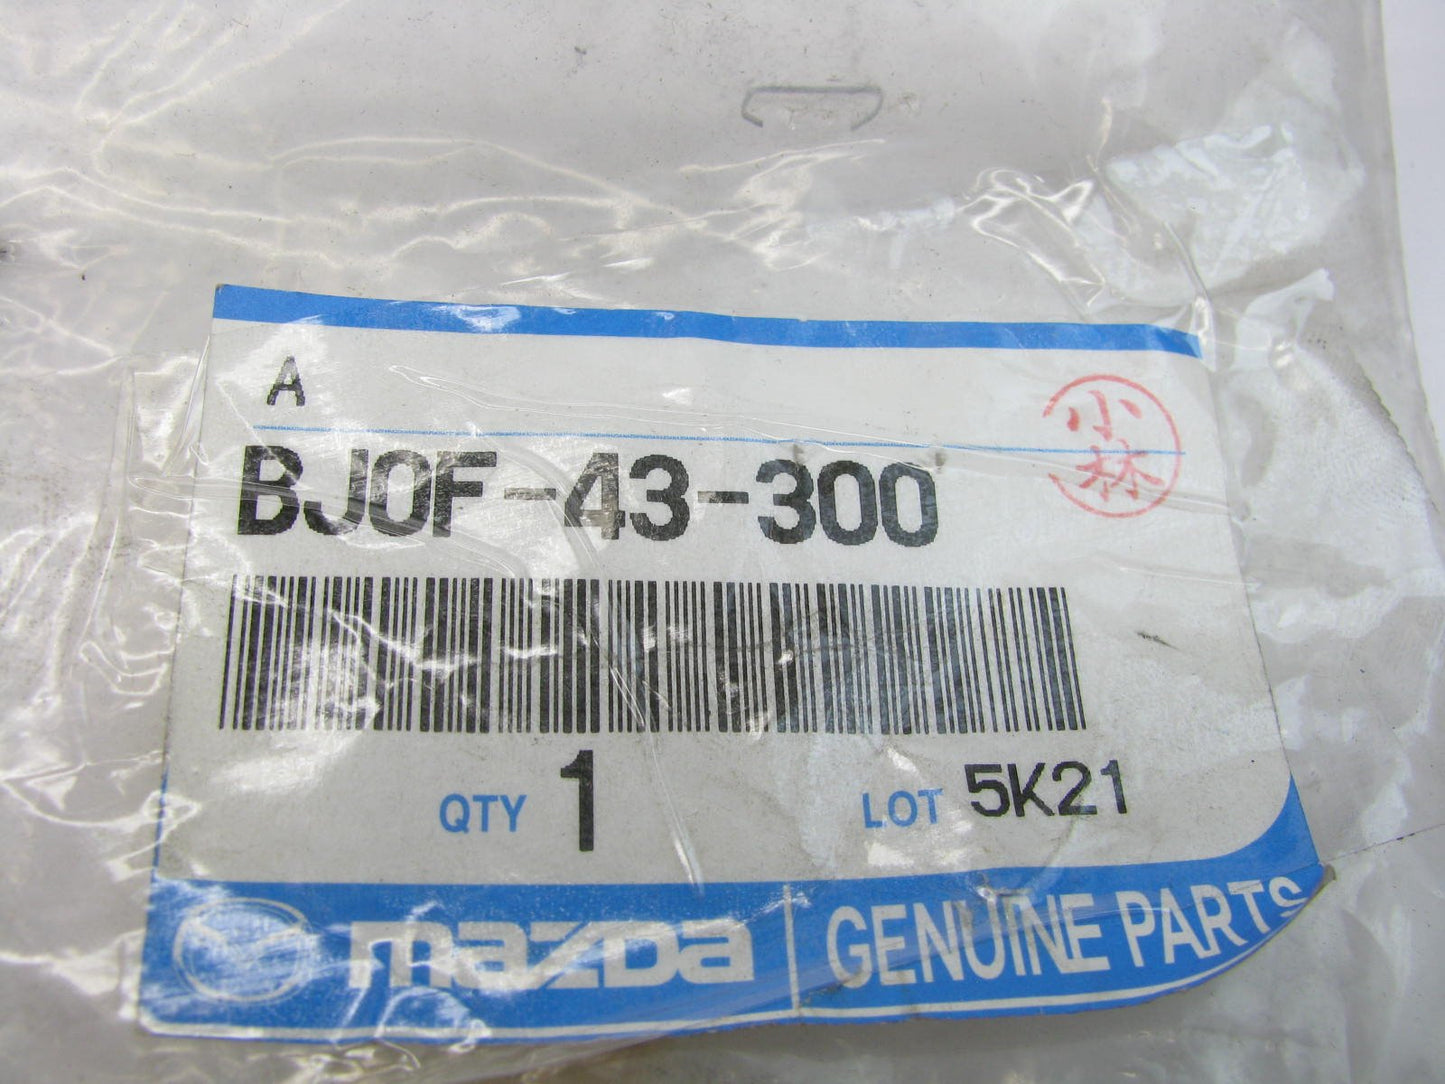 A
BJ0F-43-300
小林
QTY 1 LOT 5K21
mazda GENUINE PARTS